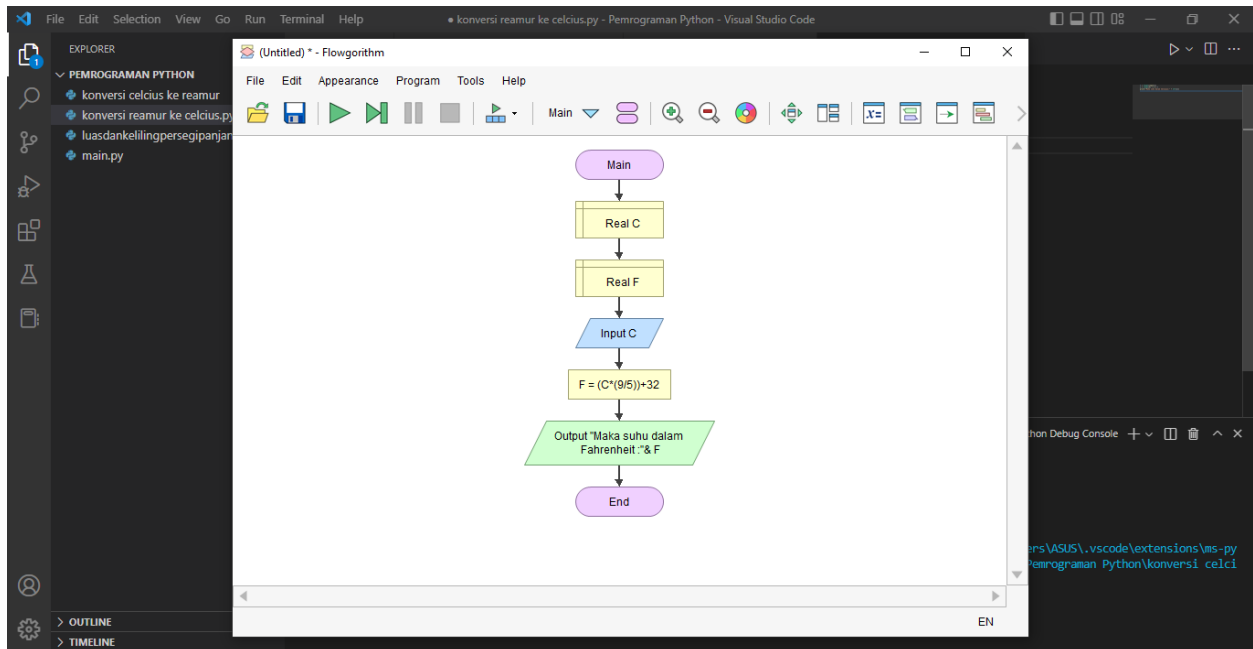 File Edit Selection View Go Run Terminal Help
● konversi reamur ke celcius.py - Pemrograman Python - Visual Studio Code
EXPLORER
PEMROGRAMAN PYTHON
konversi celcius ke reamur
konversi reamur ke celcius.py
luasdankelilingpersegipanjan
main.py
OUTLINE
TIMELINE
1
(Untitled) * - Flowgorithm
File Edit Appearance Program Tools Help
Main
x=
Main
Real C
Real F
Input C
F = (C*(9/5))+32
Output "Maka suhu dalam
Fahrenheit :"& F
End
EN
hon Debug Console
ers\ASUS\.vscode\extensions\ms-py
Pemrograman Python\konversi celci